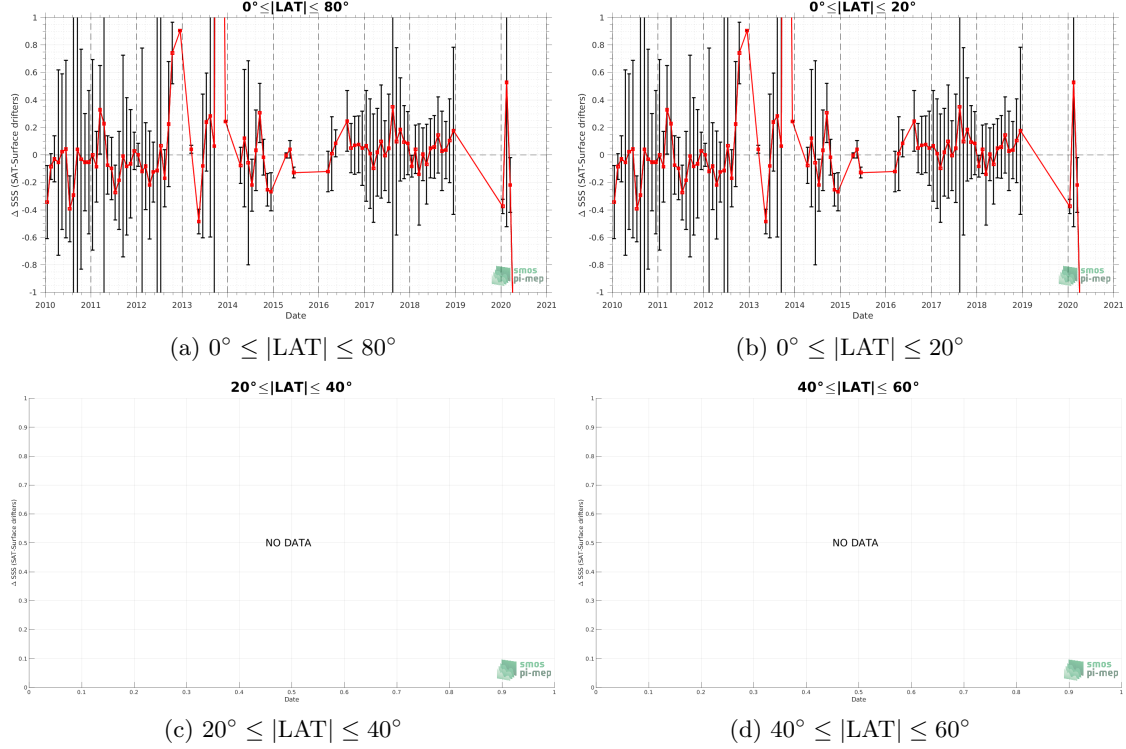 0°≤|LAT|≤ 80°
Δ SSS (SAT-Surface drifters)
1
0.8
0.6
0.4
0.2
0
-0.2
-0.4
-0.6
-0.8
-1
2010 2011 2012 2013 2014 2015 2016 2017 2018 2019 2020 2021
Date
smos
pi-mep
(a) 0° ≤ |LAT| ≤ 80°
0°≤|LAT|≤ 20°
Δ SSS (SAT-Surface drifters)
1
0.8
0.6
0.4
0.2
0
-0.2
-0.4
-0.6
-0.8
-1
2010 2011 2012 2013 2014 2015 2016 2017 2018 2019 2020 2021
Date
smos
pi-mep
(b) 0° ≤ |LAT| ≤ 20°
20°≤|LAT|≤ 40°
Δ SSS (SAT-Surface drifters)
1
0.9
0.8
0.7
0.6
0.5
0.4
0.3
0.2
0.1
0
NO DATA
0 0.1 0.2 0.3 0.4 0.5 0.6 0.7 0.8 0.9 1
Date
smos
pi-mep
(c) 20° ≤ |LAT| ≤ 40°
40°≤|LAT|≤ 60°
Δ SSS (SAT-Surface drifters)
1
0.9
0.8
0.7
0.6
0.5
0.4
0.3
0.2
0.1
0
NO DATA
0 0.1 0.2 0.3 0.4 0.5 0.6 0.7 0.8 0.9 1
Date
smos
pi-mep
(d) 40° ≤ |LAT| ≤ 60°